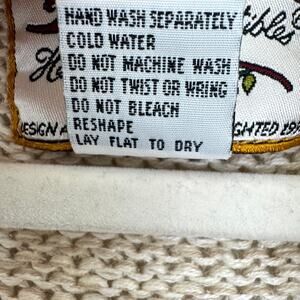 HAND WASH SEPARATELY
COLD WATER
DO NOT MACHINE WASH
DO NOT TWIST OR WRING
DO NOT BLEACH
RESHAPE
LAY FLAT TO DRY